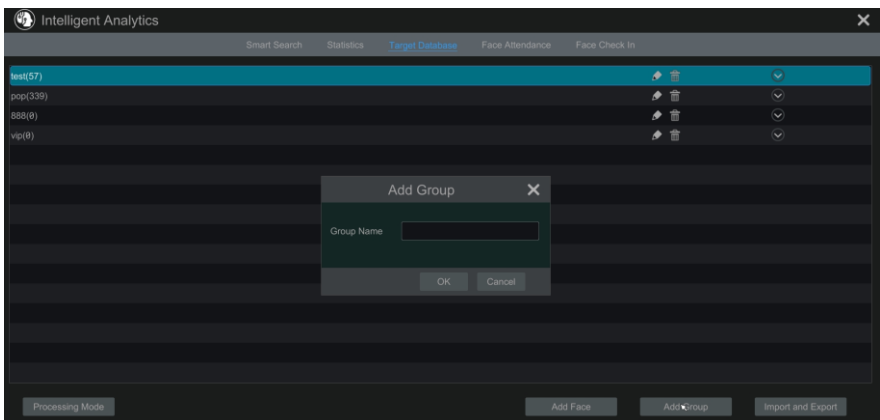 Intelligent Analytics
Smart Search Statistics Target Database Face Attendance Face Check In
test(57)
pop(339)
888(0)
vip(0)
Add Group
Group Name
OK Cancel
Processing Mode Add Face Add Group Import and Export